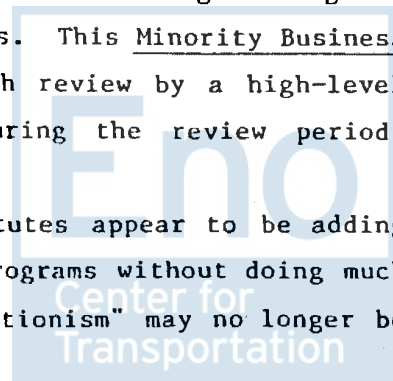 s. This Minority Busines
h review by a high-level
uring the review period
Eno
tutes appear to be adding
rograms without doing much
Center for
tionism" may no longer be
Transportation